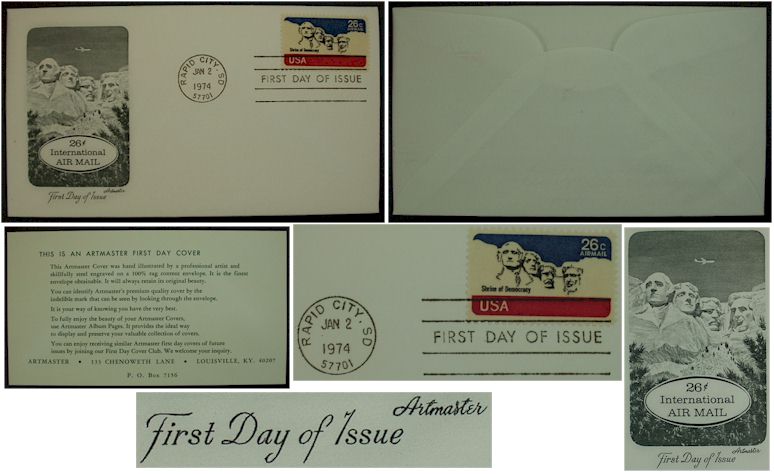 26c
AIRMAIL
Shrine of Democracy
USA
RAPID CITY, SD
JAN 2
1974
57701
FIRST DAY OF ISSUE
26¢
International
AIR MAIL
Artmaster
First Day of Issue
THIS IS AN ARTMASTER FIRST DAY COVER
This Artmaster Cover was hand illustrated by a professional artist and
skillfully steel engraved on a 100% rag content envelope. It is the finest
envelope obtainable. It will always retain its original beauty.
You can identify Artmaster's premium quality cover by the
indelible mark that can be seen by looking through the envelope.
It is your way of knowing you have the very best.
To fully enjoy the beauty of your Artmaster Covers,
use Artmaster Album Pages. It provides the ideal way
to display and preserve your valuable collection of covers.
You can enjoy receiving similar Artmaster first day covers of future
issues by joining our First Day Cover Club. We welcome your inquiry.
ARTMASTER • 135 CHENOWETH LANE • LOUISVILLE, KY. 40207
P. O. Box 7156
26c
AIRMAIL
Shrine of Democracy
USA
RAPID CITY, SD
JAN 2
1974
57701
FIRST DAY OF ISSUE
26¢
International
AIR MAIL
Artmaster
First Day of Issue
Artmaster
First Day of Issue